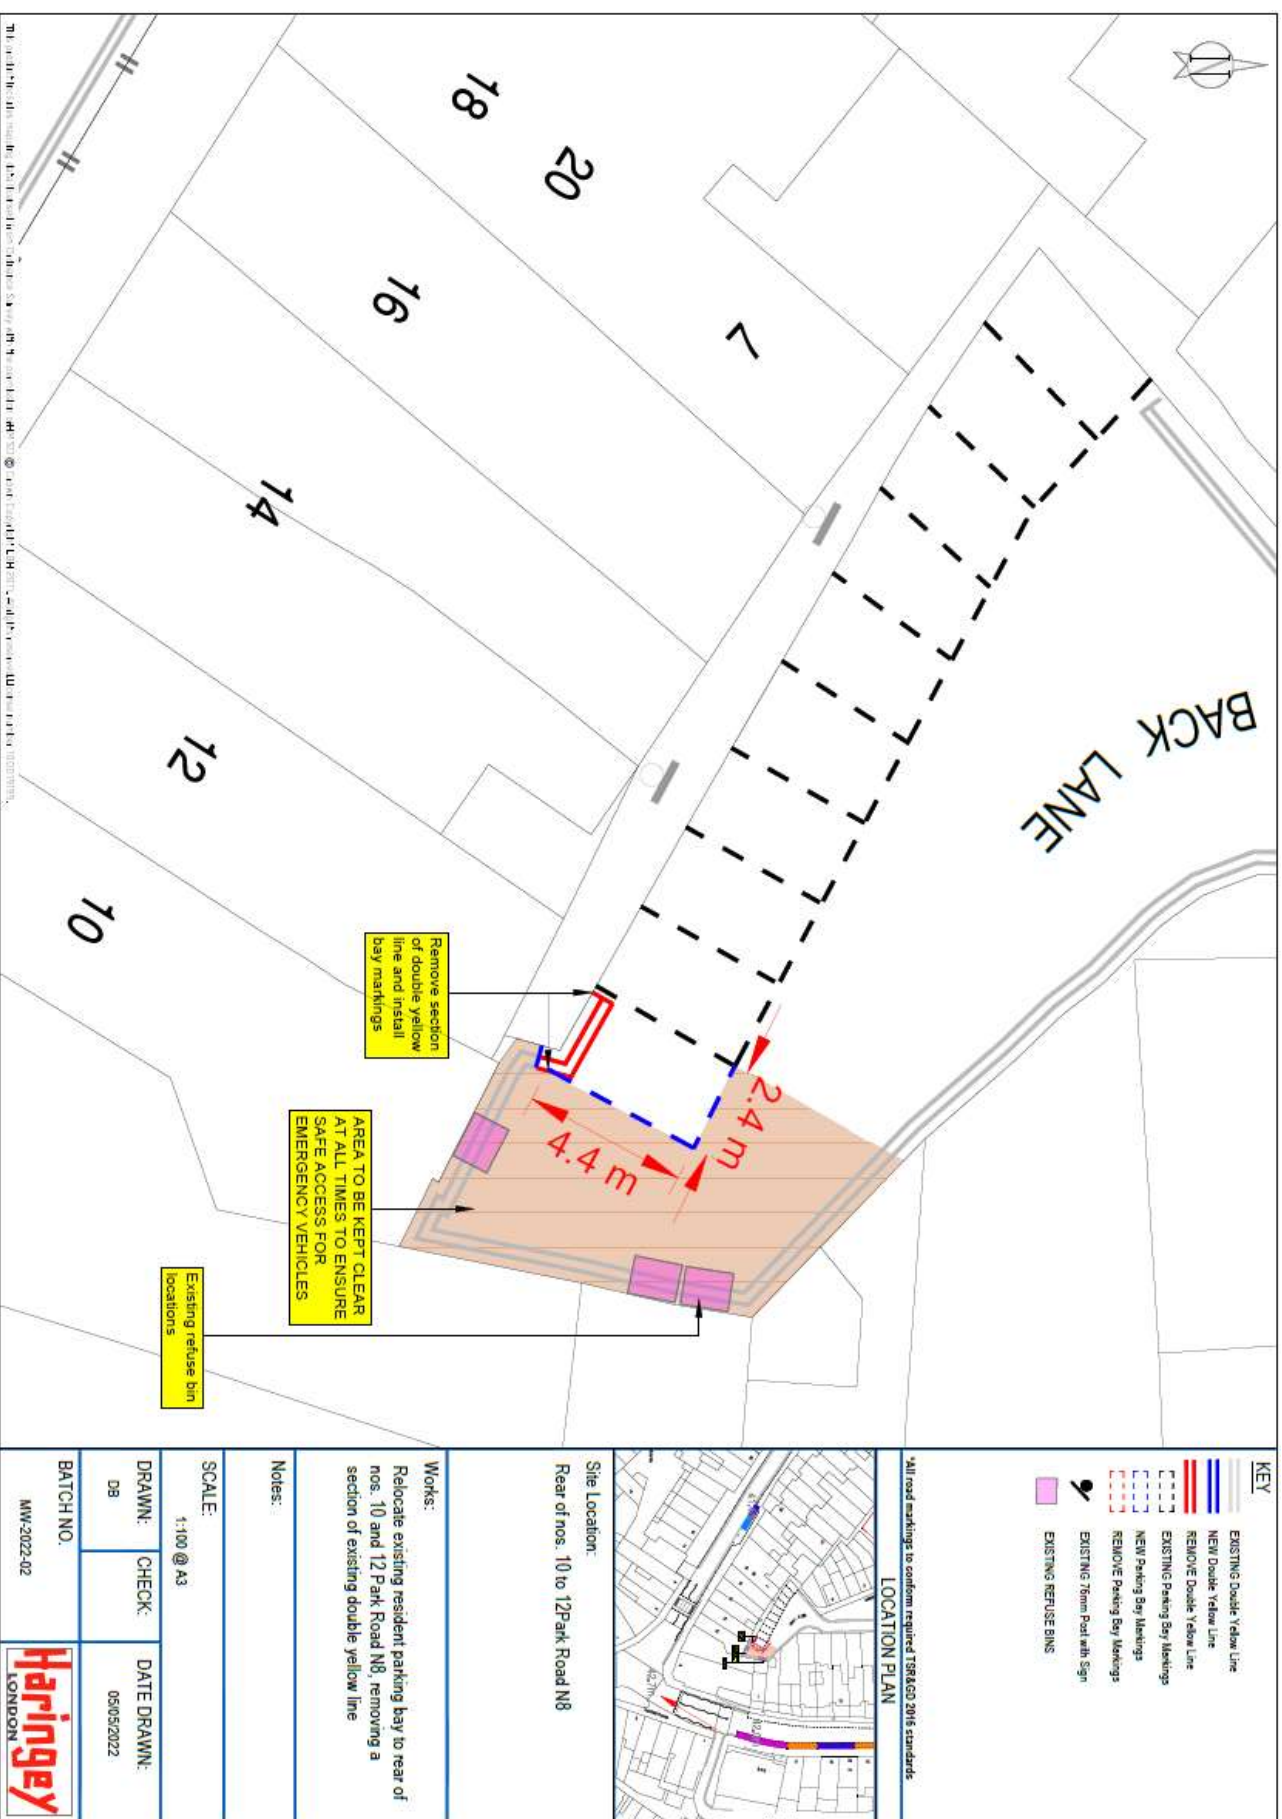 BACK LANE
18
20
16
7
14
12
10
2.4 m
4.4 m
Remove section
of double yellow
line and install
bay markings
AREA TO BE KEPT CLEAR
AT ALL TIMES TO ENSURE
SAFE ACCESS FOR
EMERGENCY VEHICLES
Existing refuse bin
locations
KEY
EXISTING Double Yellow Line
NEW Double Yellow Line
REMOVE Double Yellow Line
EXISTING Parking Bay Markings
NEW Parking Bay Markings
REMOVE Parking Bay Markings
EXISTING 76mm Post with Sign
EXISTING REFUSE BINS
*All road markings to conform required TSR&GD 2016 standards
LOCATION PLAN
Site Location:
Rear of nos. 10 to 12Park Road N8
Works:
Relocate existing resident parking bay to rear of
nos. 10 and 12 Park Road N8, removing a
section of existing double yellow line
Notes:
SCALE:
1:100 @ A3
DRAWN:
DB
CHECK:
DATE DRAWN:
05/05/2022
BATCH NO.
MW-2022-02
Haringey
LONDON